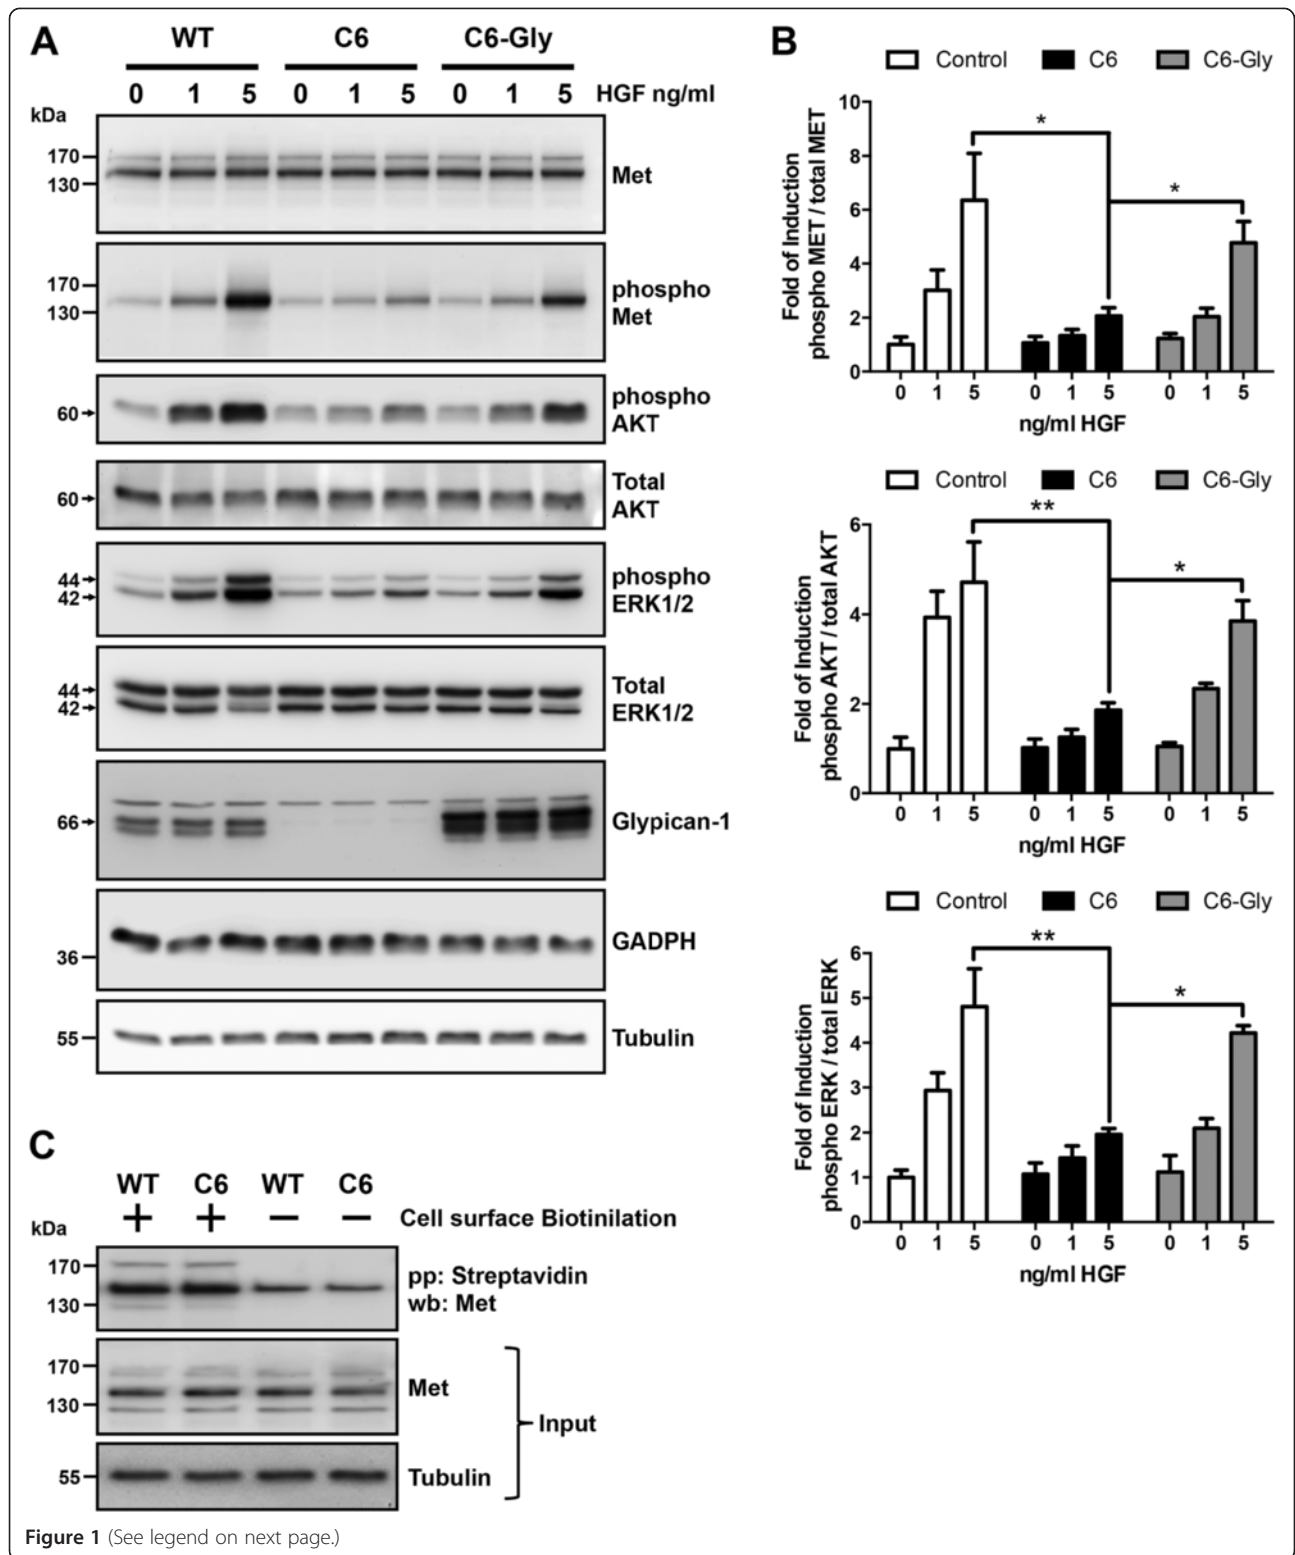 A
WT C6 C6-Gly
0 1 5 0 1 5 0 1 5 HGF ng/ml
kDa
170
130
Met
170
130
phospho
Met
60
phospho
AKT
60
Total
AKT
44
42
phospho
ERK1/2
44
42
Total
ERK1/2
66
Glypican-1
36
GADPH
55
Tubulin
B
Control C6 C6-Gly
Fold of Induction
phospho MET / total MET
10
8
6
4
2
0
* *
0 1 5 0 1 5 0 1 5
ng/ml HGF
Control C6 C6-Gly
Fold of Induction
phospho AKT / total AKT
6
4
2
0
** *
0 1 5 0 1 5 0 1 5
ng/ml HGF
Control C6 C6-Gly
Fold of Induction
phospho ERK / total ERK
6
5
4
3
2
1
0
** *
0 1 5 0 1 5 0 1 5
ng/ml HGF
C
WT C6 WT C6
+ + − − Cell surface Biotinilation
kDa
170
130
pp: Streptavidin
wb: Met
170
130
Met
Input
55
Tubulin
Figure 1 (See legend on next page.)